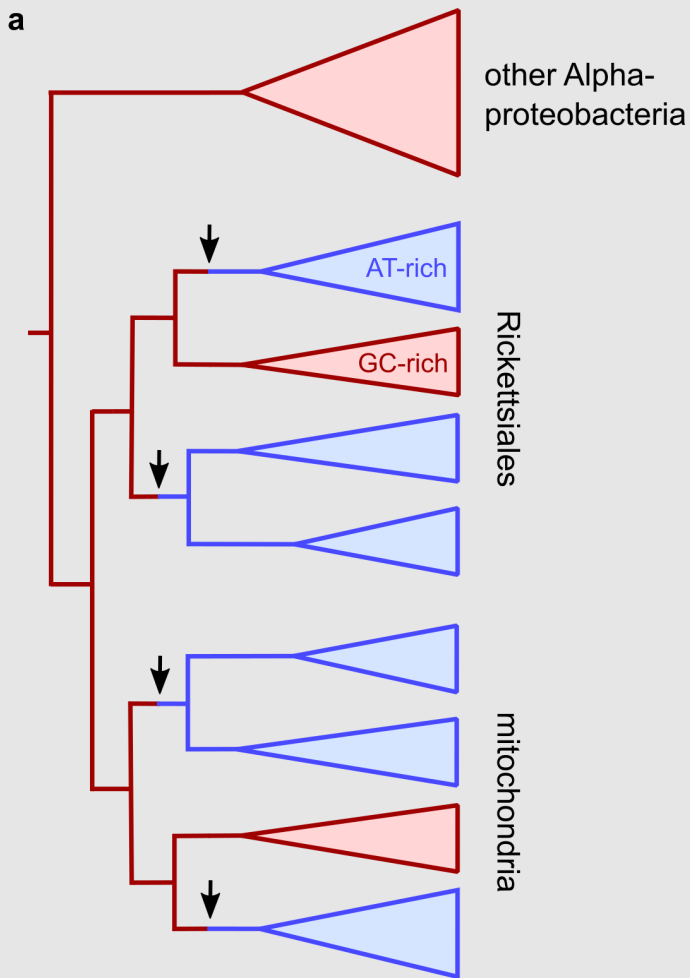 a
other Alpha-
proteobacteria
AT-rich
GC-rich
Rickettsiales
mitochondria